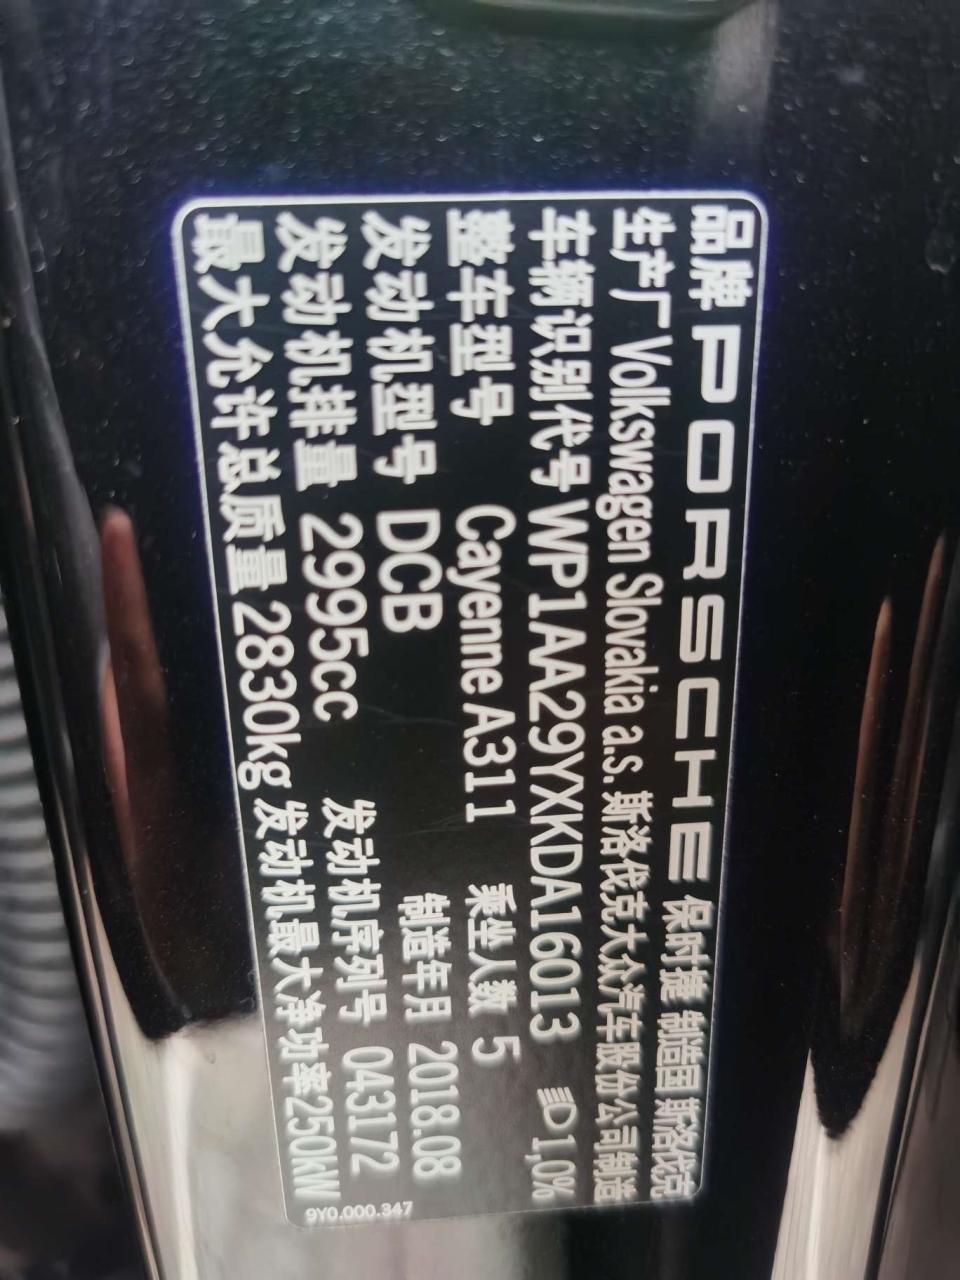 品牌 PORSCHE 保时捷 制造国 斯洛伐克
生产厂 Volkswagen Slovakia a.s. 斯洛伐克大众汽车股份公司制造
车辆识别代号 WP1AA29YXKDA16013 1,0%
整车型号 Cayenne A311 乘坐人数 5
发动机型号 DCB 制造年月 2018.08
发动机排量 2995cc 发动机序列号 043172
最大允许总质量 2830kg 发动机最大净功率250kW
9Y0.000.347